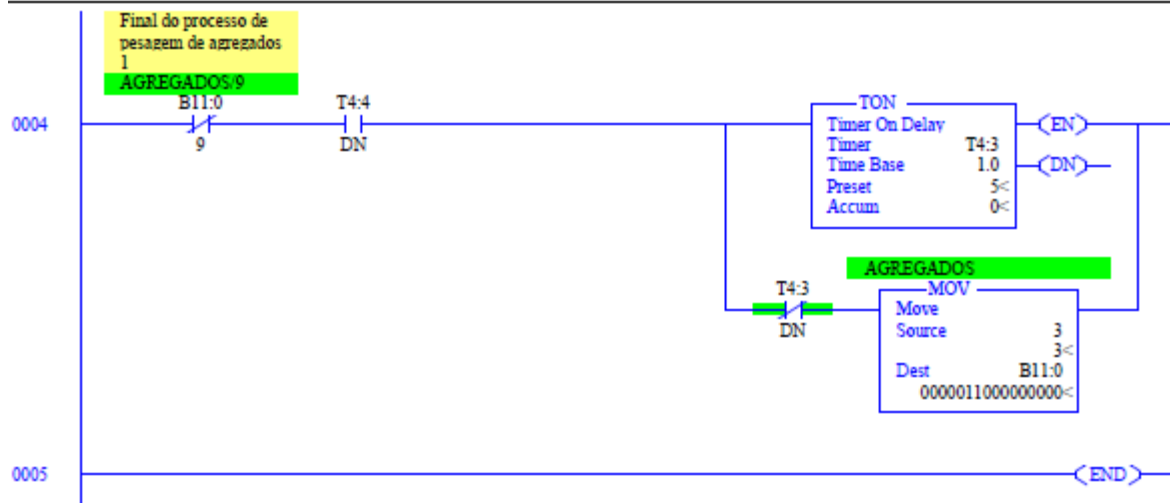 Final do processo de
pesagem de agregados
1
AGREGADOS/9
B11:0
9
T4:4
DN
0004
TON
Timer On Delay
Timer T4:3
Time Base 1.0
Preset 5<
Accum 0<
EN
DN
AGREGADOS
T4:3
DN
MOV
Move
Source 3
3<
Dest B11:0
0000011000000000<
0005
END